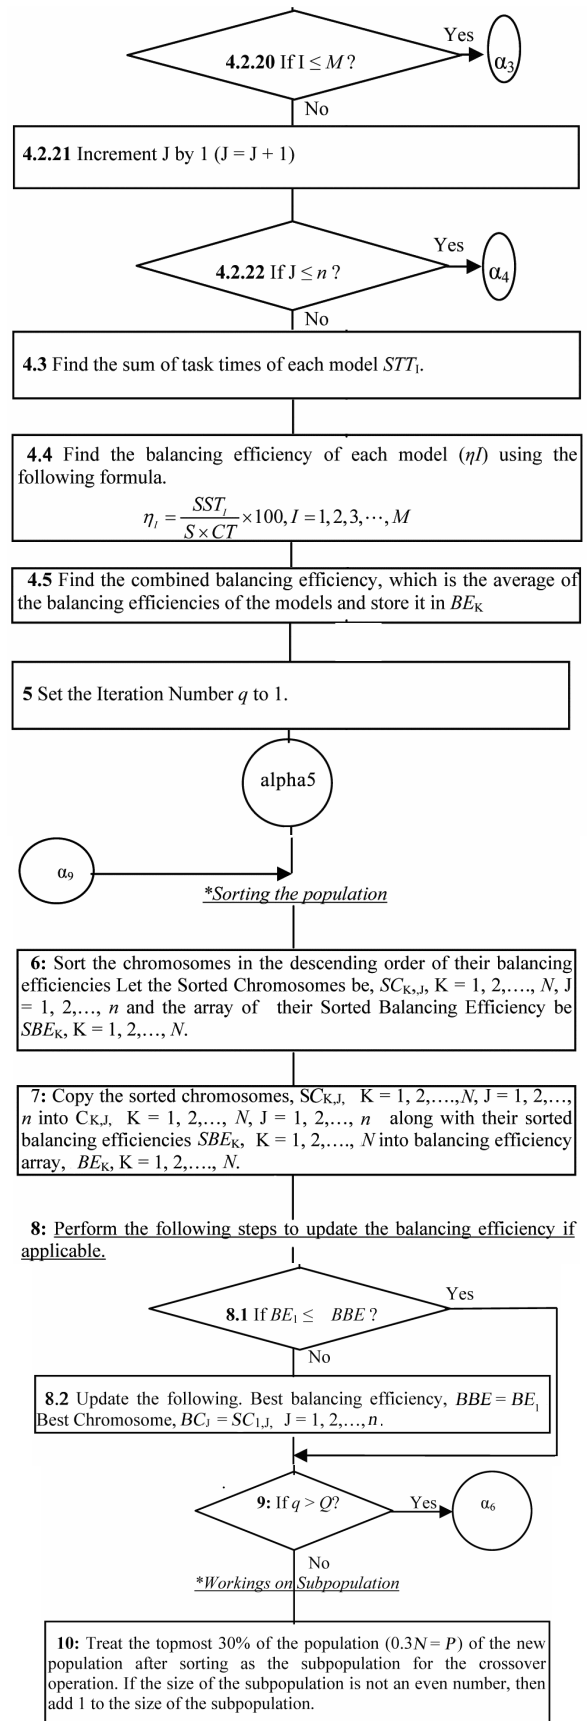 4.2.20 If I ≤ M ?
Yes
α3
No
4.2.21 Increment J by 1 (J = J + 1)
4.2.22 If J ≤ n ?
Yes
α4
No
4.3 Find the sum of task times of each model STTI.
4.4 Find the balancing efficiency of each model (ηI) using the
following formula.
ηI = SSTI / S × CT × 100, I = 1, 2, 3, ⋯, M
4.5 Find the combined balancing efficiency, which is the average of
the balancing efficiencies of the models and store it in BEK
5 Set the Iteration Number q to 1.
alpha5
α9
*Sorting the population
6: Sort the chromosomes in the descending order of their balancing
efficiencies Let the Sorted Chromosomes be, SCK,,J, K = 1, 2,…., N, J
= 1, 2,…, n and the array of their Sorted Balancing Efficiency be
SBEK, K = 1, 2,…, N.
7: Copy the sorted chromosomes, SCK,J, K = 1, 2,….,N, J = 1, 2,…,
n into CK,J, K = 1, 2,…, N, J = 1, 2,…, n along with their sorted
balancing efficiencies SBEK, K = 1, 2,…., N into balancing efficiency
array, BEK, K = 1, 2,…., N.
8: Perform the following steps to update the balancing efficiency if
applicable.
8.1 If BE1 ≤ BBE ?
Yes
No
8.2 Update the following. Best balancing efficiency, BBE = BE1
Best Chromosome, BCJ = SC1,J, J = 1, 2,…,n.
9: If q > Q?
Yes
α6
No
*Workings on Subpopulation
10: Treat the topmost 30% of the population (0.3N = P) of the new
population after sorting as the subpopulation for the crossover
operation. If the size of the subpopulation is not an even number, then
add 1 to the size of the subpopulation.